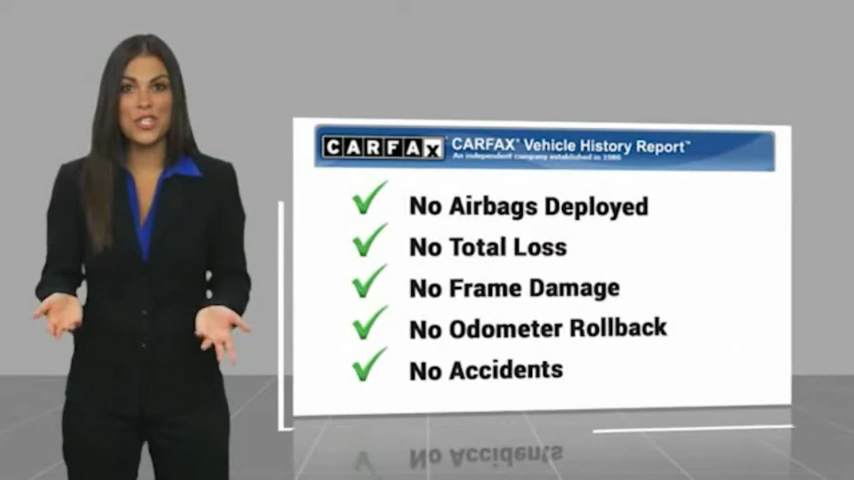 CARFAX CARFAX™ Vehicle History Report™
An independent company established in 1986
No Airbags Deployed
No Total Loss
No Frame Damage
No Odometer Rollback
No Accidents
No Accidents